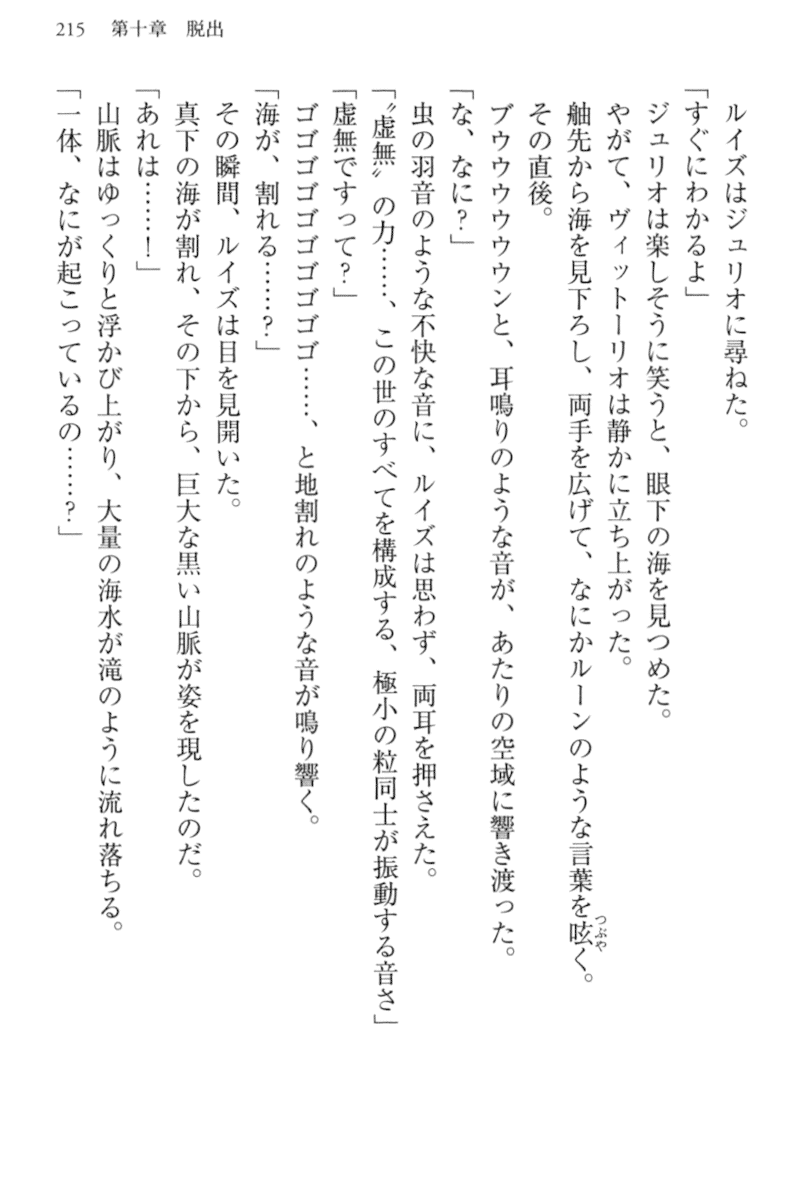 215　第十章　脱出
ルイズはジュリオに尋ねた。
「すぐにわかるよ」
ジュリオは楽しそうに笑うと、眼下の海を見つめた。
やがて、ヴィットーリオは静かに立ち上がった。
舳先から海を見下ろし、両手を広げて、なにかルーンのような言葉を呟く。
つぶや
その直後。
ブゥウウウウウウンと、耳鳴りのような音が、あたりの空域に響き渡った。
「な、なに？」
虫の羽音のような不快な音に、ルイズは思わず、両耳を押さえた。
「〝虚無〟の力……、この世のすべてを構成する、極小の粒同士が振動する音さ」
「虚無ですって？」
ゴゴゴゴゴゴゴゴゴゴ……、と地割れのような音が鳴り響く。
「海が、割れる……？」
その瞬間、ルイズは目を見開いた。
真下の海が割れ、その下から、巨大な黒い山脈が姿を現したのだ。
「あれは……！」
山脈はゆっくりと浮かび上がり、大量の海水が滝のように流れ落ちる。
「一体、なにが起こっているの……？」